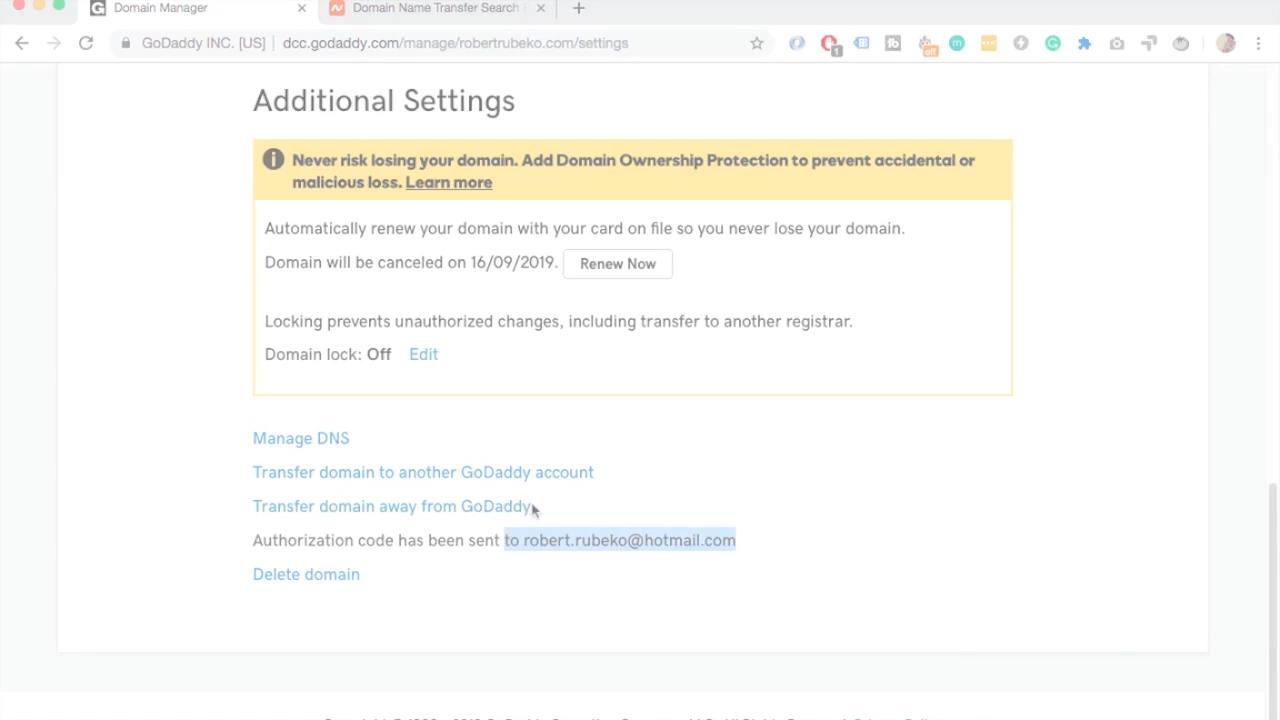 Domain Manager
Domain Name Transfer Search
GoDaddy INC. [US] dcc.godaddy.com/manage/robertrubeko.com/settings
1
off
Additional Settings
Never risk losing your domain. Add Domain Ownership Protection to prevent accidental or
malicious loss. Learn more
Automatically renew your domain with your card on file so you never lose your domain.
Domain will be canceled on 16/09/2019. Renew Now
Locking prevents unauthorized changes, including transfer to another registrar.
Domain lock: Off Edit
Manage DNS
Transfer domain to another GoDaddy account
Transfer domain away from GoDaddy
Authorization code has been sent to robert.rubeko@hotmail.com
Delete domain